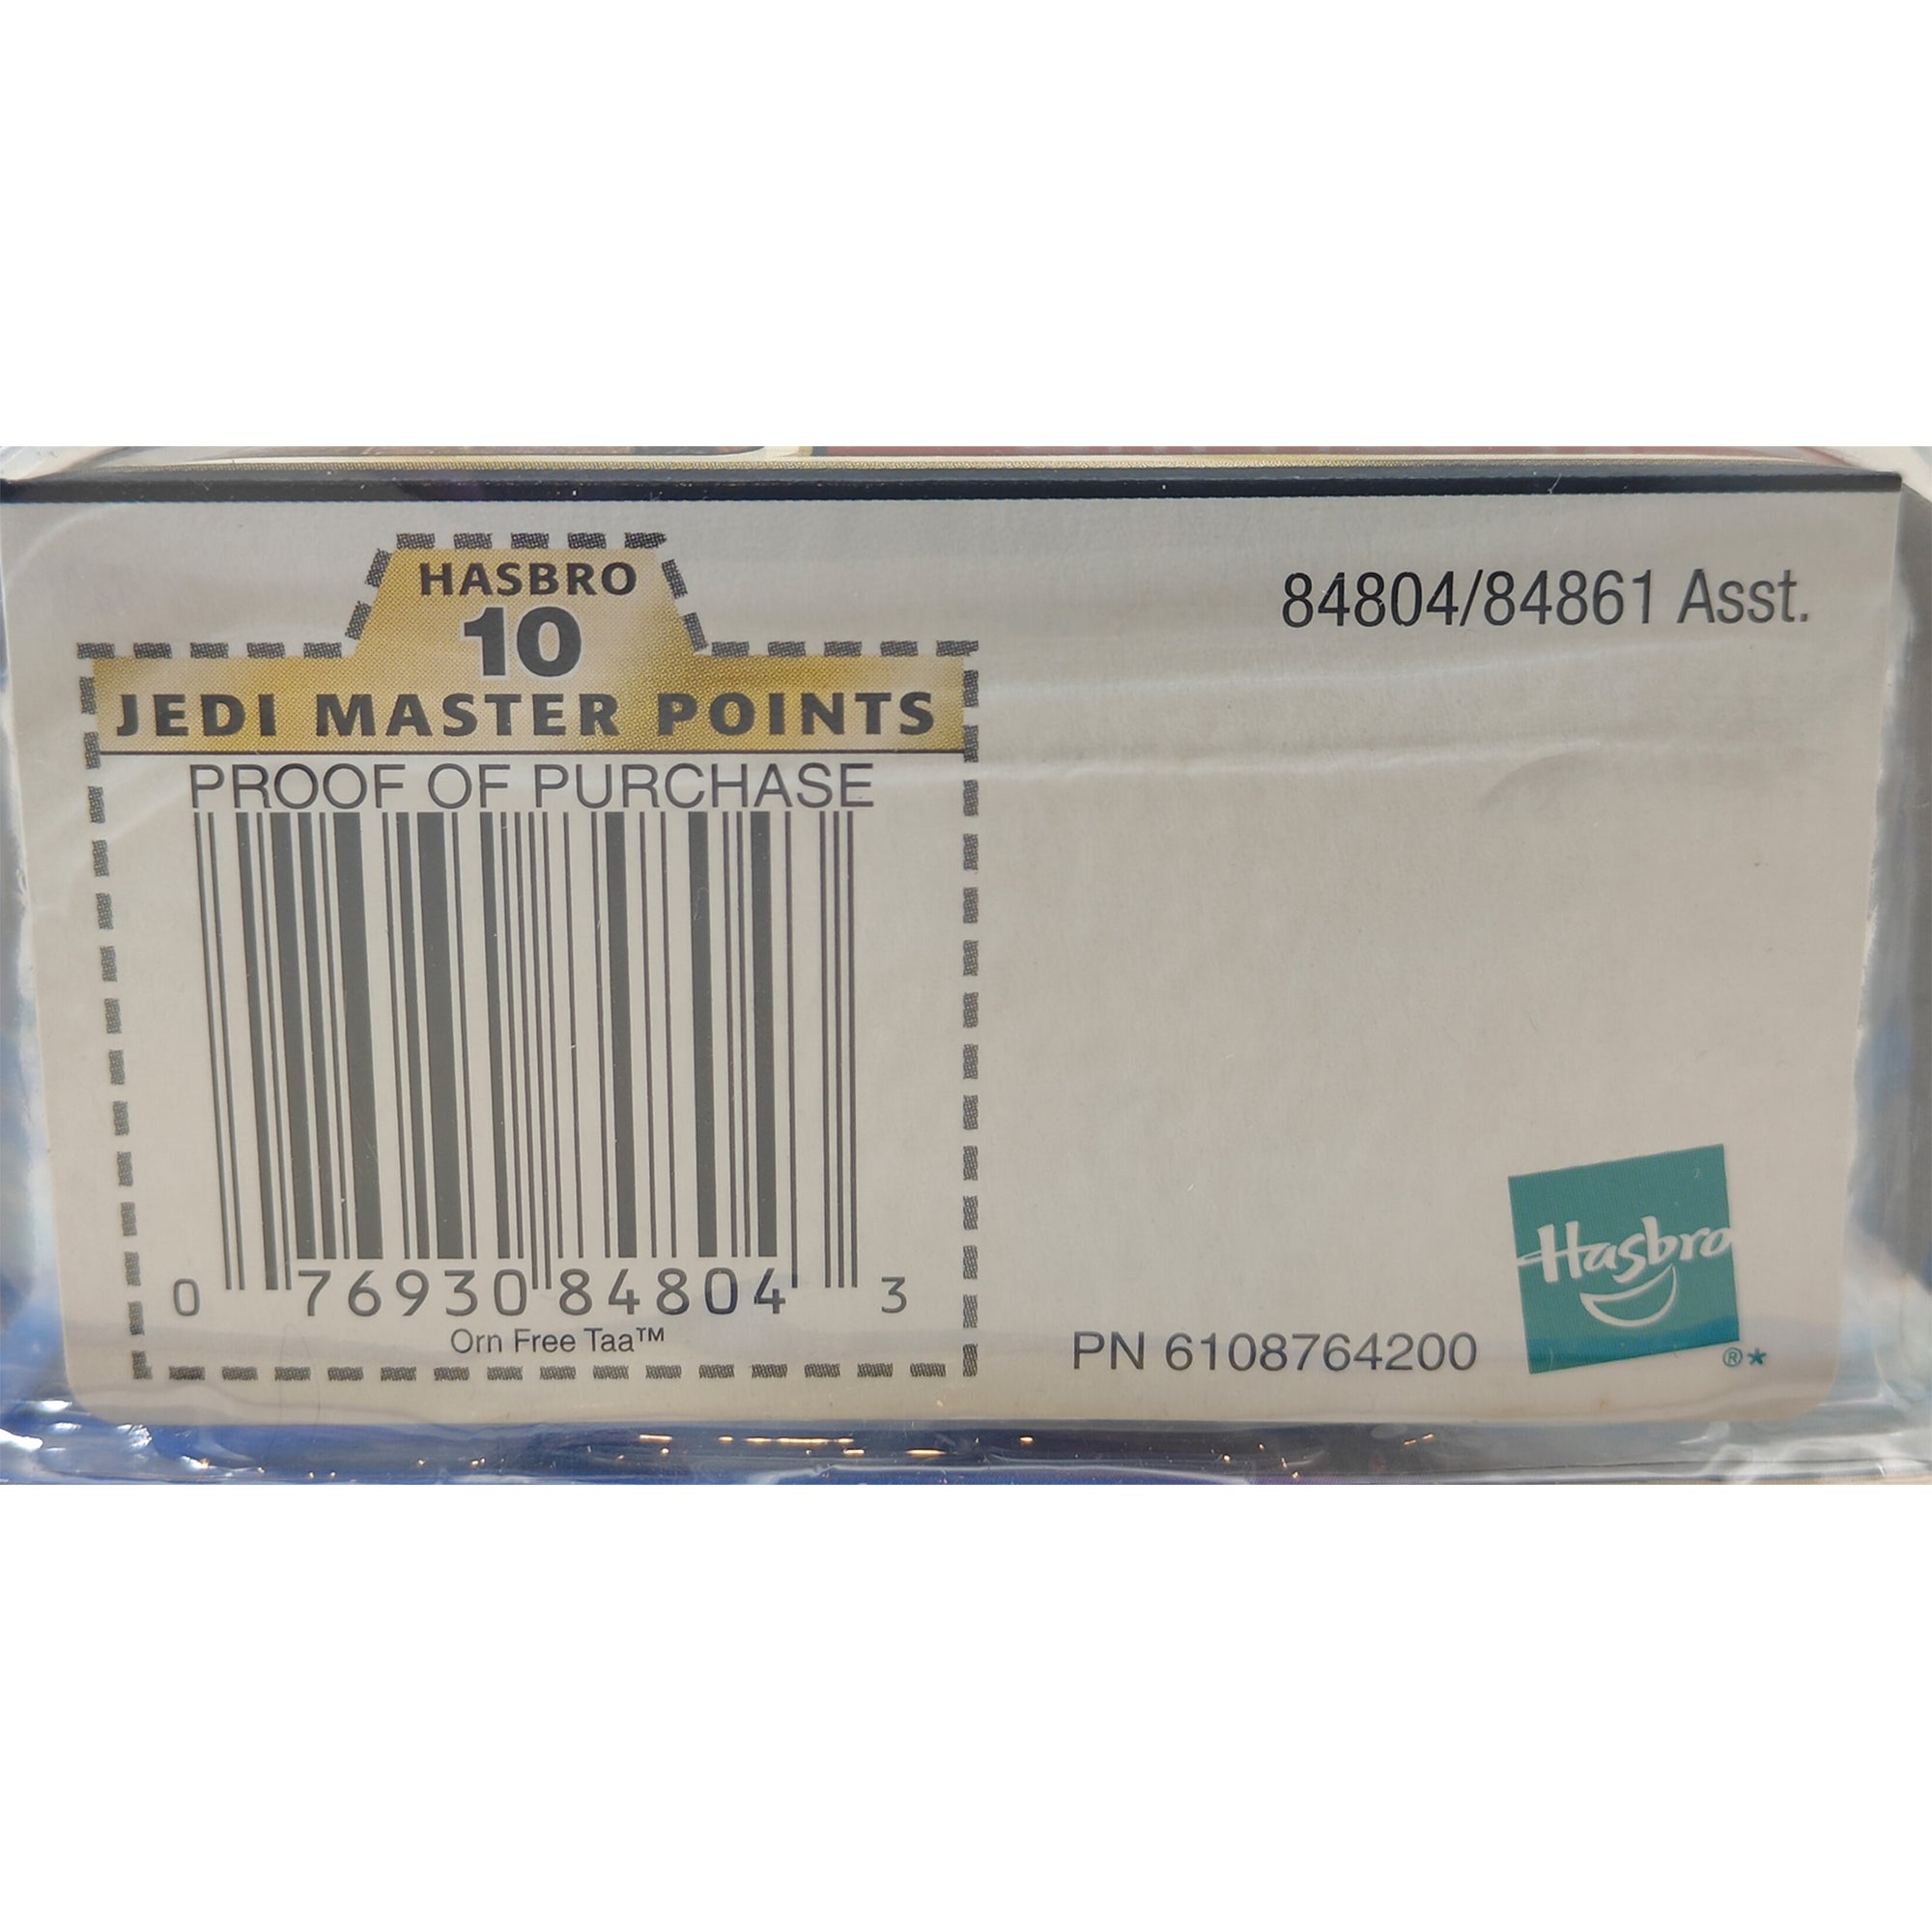 HASBRO
10
JEDI MASTER POINTS
PROOF OF PURCHASE
0 76930 84804 3
Orn Free Taa™
84804/84861 Asst.
PN 6108764200
Hasbro
®*